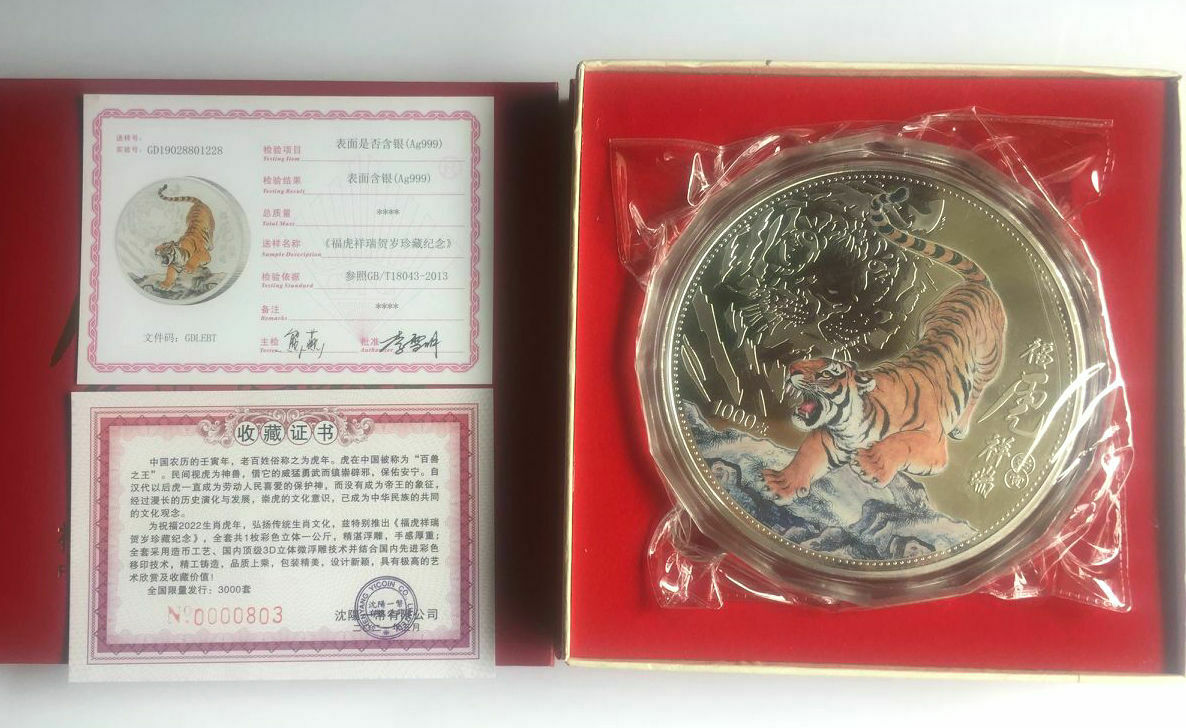 送样号:
实验号: GD19028801228
检验项目 表面是否含银(Ag999)
Testing Item
检验结果 表面含银(Ag999)
Testing Result
总质量 ****
Total Mass
送样名称 《福虎祥瑞贺岁珍藏纪念》
Sample Description
检验依据 参照GB/T18043-2013
Testing Standard
备注 ****
Remarks
文件码: GDLEBT
主检
批准
收藏证书
中国农历的壬寅年，老百姓俗称之为虎年。虎在中国被称为“百兽
之王”。民间视虎为神兽，借它的威猛勇武而镇崇辟邪，保佑安宁。自
汉代以后虎一直成为劳动人民喜爱的保护神，而没有成为帝王的象征，
经过漫长的历史演化与发展，崇虎的文化意识，已成为中华民族的共同
的文化观念。
为祝福2022生肖虎年，弘扬传统生肖文化，兹特别推出《福虎祥瑞
贺岁珍藏纪念》，全套共1枚彩色立体一公斤，精湛浮雕，手感厚重；
全套采用造币工艺、国内顶级3D立体微浮雕技术并结合国内先进彩色
移印技术，精工铸造，品质上乘，包装精美，设计新颖，具有极高的艺
术欣赏及收藏价值！
全国限量发行：3000套
№0000803
沈阳一币有限公司
1000克
福虎祥瑞